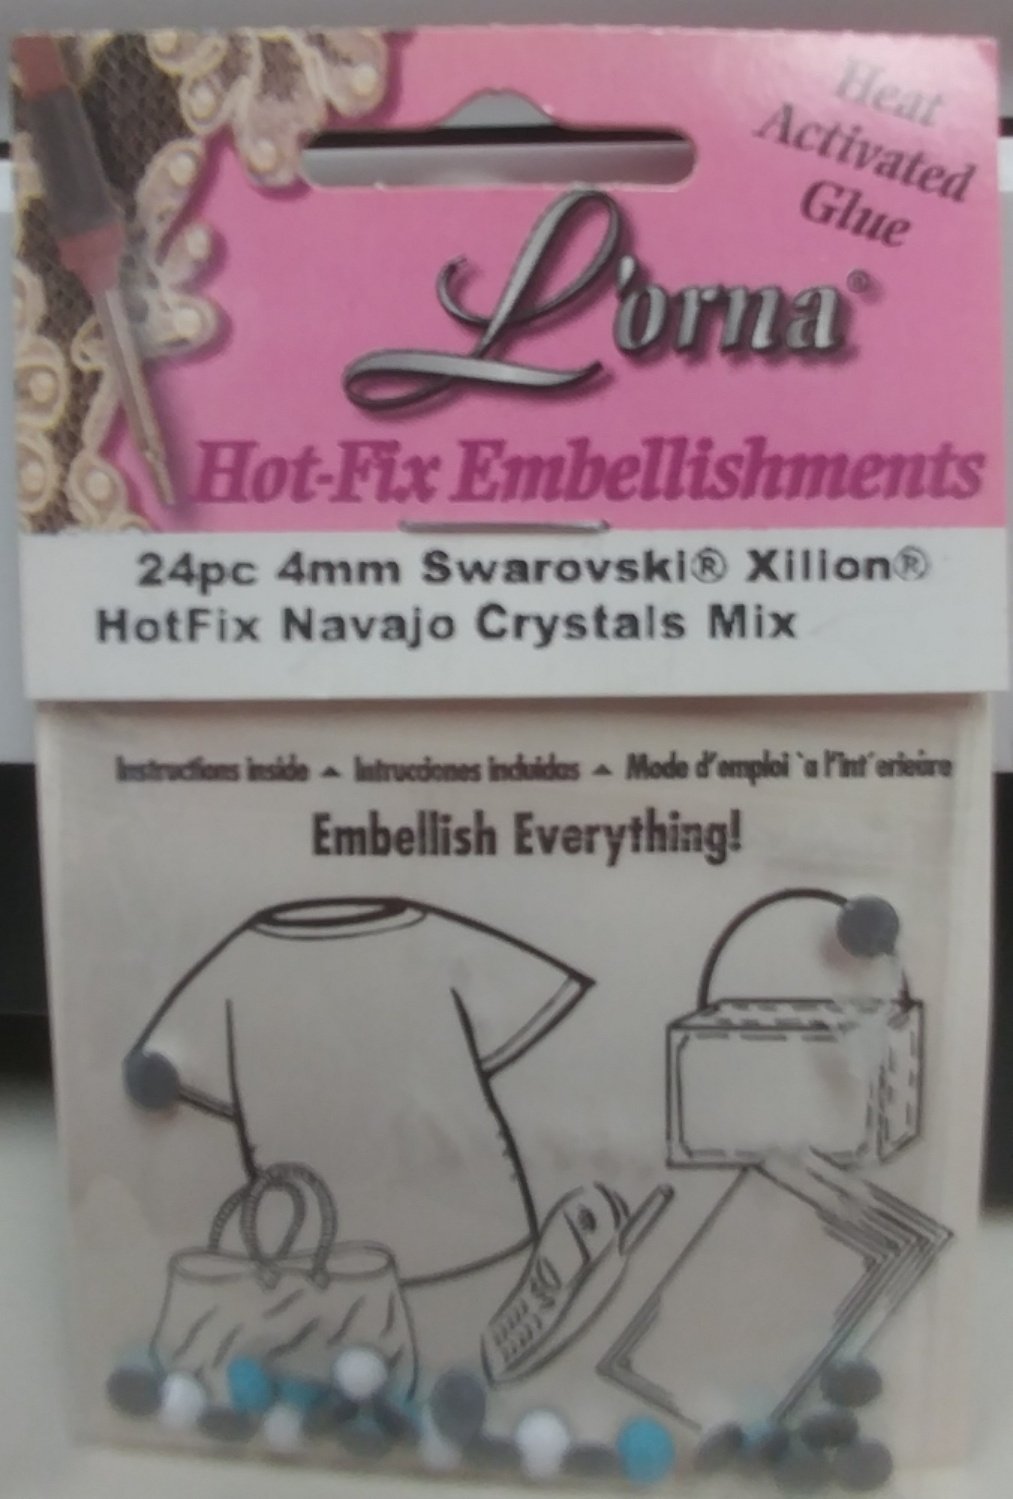 Heat
Activated
Glue
L'orna®
Hot-Fix Embellishments
24pc 4mm Swarovski® Xilion®
HotFix Navajo Crystals Mix
Instructions inside - Intrucciones incluidas - Mode d'emploi `a l'int´erieure
Embellish Everything!